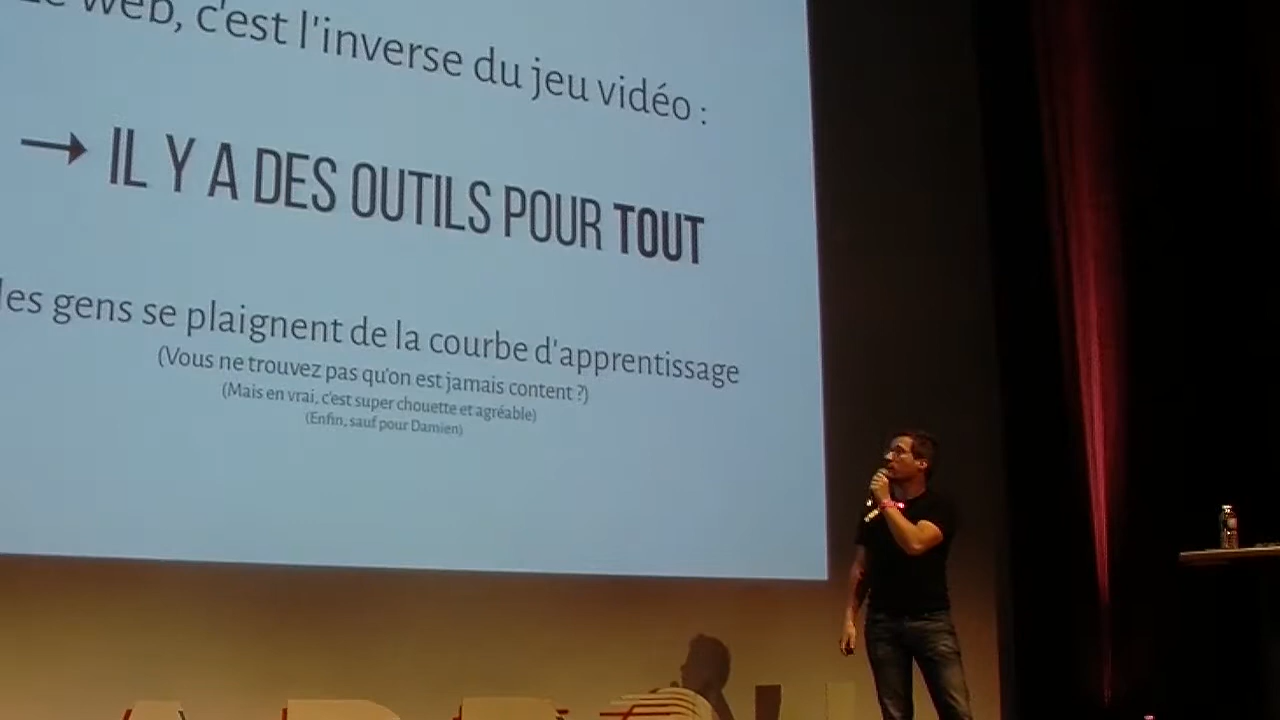 web, c'est l'inverse du jeu vidéo :
→ IL Y A DES OUTILS POUR TOUT
les gens se plaignent de la courbe d'apprentissage
(Vous ne trouvez pas qu'on est jamais content ?)
(Mais en vrai, c'est super chouette et agréable)
(Enfin, sauf pour Damien)